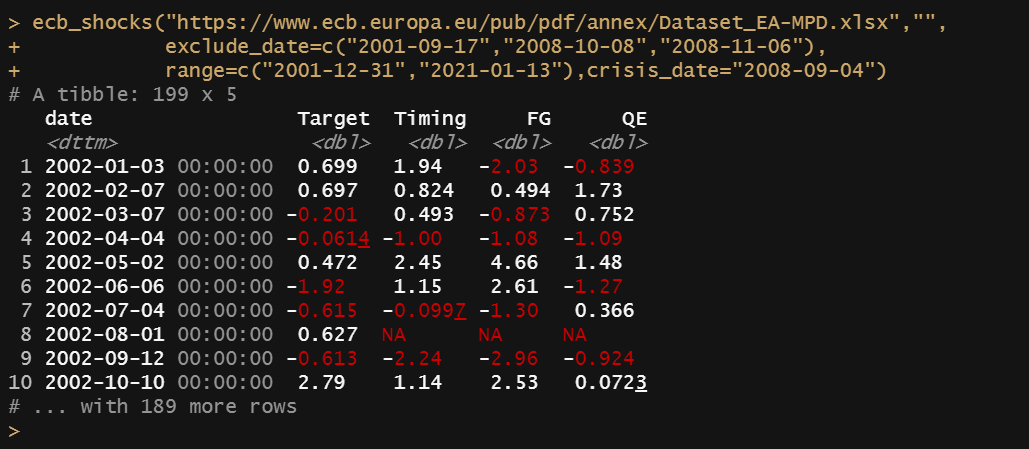 > ecb_shocks("https://www.ecb.europa.eu/pub/pdf/annex/Dataset_EA-MPD.xlsx","",
+            exclude_date=c("2001-09-17","2008-10-08","2008-11-06"),
+            range=c("2001-12-31","2021-01-13"),crisis_date="2008-09-04")
# A tibble: 199 x 5
   date                 Target  Timing     FG      QE
   <dttm>                <dbl>   <dbl>  <dbl>   <dbl>
 1 2002-01-03 00:00:00  0.699   1.94   -2.03  -0.839
 2 2002-02-07 00:00:00  0.697   0.824   0.494  1.73
 3 2002-03-07 00:00:00 -0.201   0.493  -0.873  0.752
 4 2002-04-04 00:00:00 -0.0614 -1.00   -1.08  -1.09
 5 2002-05-02 00:00:00  0.472   2.45    4.66   1.48
 6 2002-06-06 00:00:00 -1.92    1.15    2.61  -1.27
 7 2002-07-04 00:00:00 -0.615  -0.0997 -1.30   0.366
 8 2002-08-01 00:00:00  0.627  NA      NA     NA
 9 2002-09-12 00:00:00 -0.613  -2.24   -2.96  -0.924
10 2002-10-10 00:00:00  2.79    1.14    2.53   0.0723
# ... with 189 more rows
>